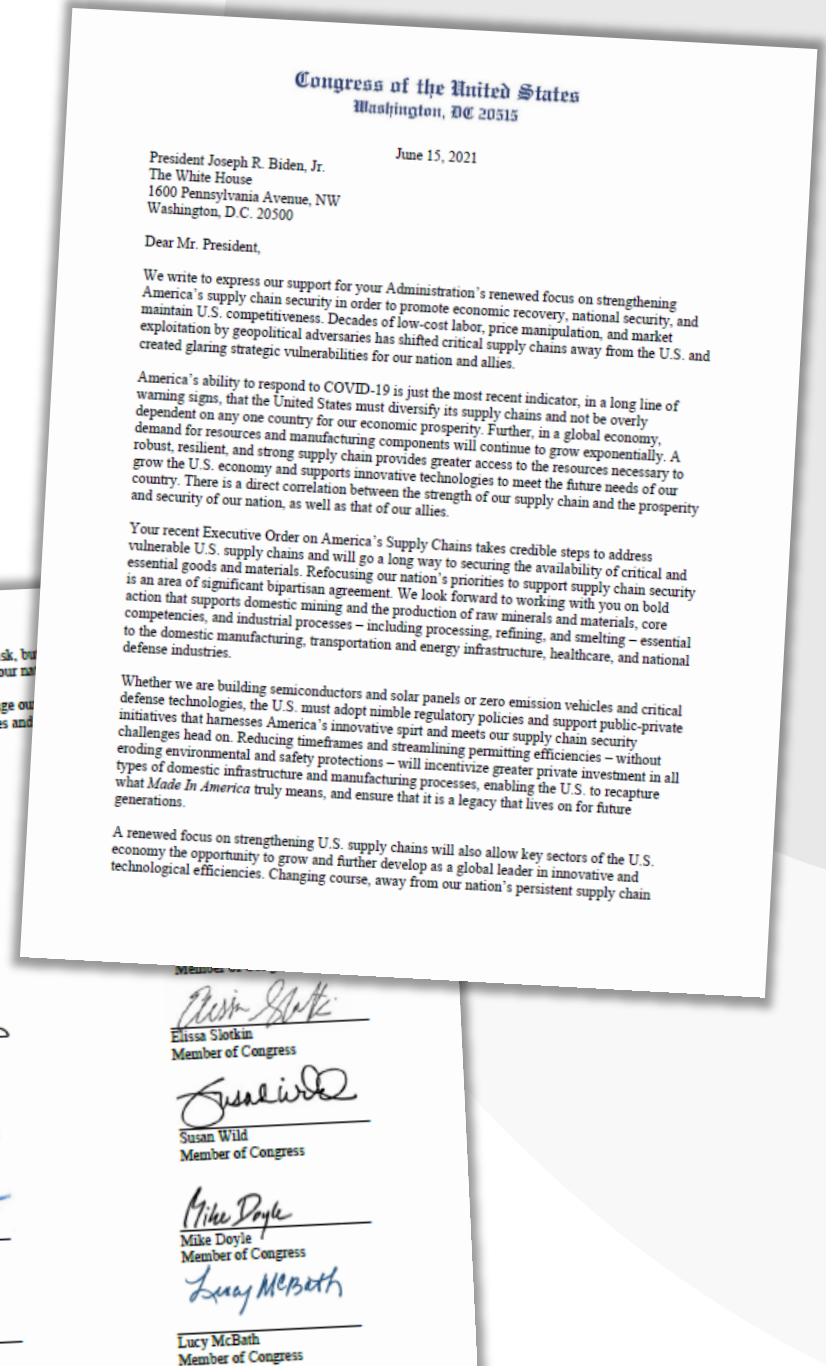 Congress of the United States
Washington, DC 20515
June 15, 2021
President Joseph R. Biden, Jr.
The White House
1600 Pennsylvania Avenue, NW
Washington, D.C. 20500
Dear Mr. President,
We write to express our support for your Administration's renewed focus on strengthening
America's supply chain security in order to promote economic recovery, national security, and
maintain U.S. competitiveness. Decades of low-cost labor, price manipulation, and market
exploitation by geopolitical adversaries has shifted critical supply chains away from the U.S. and
created glaring strategic vulnerabilities for our nation and allies.
America's ability to respond to COVID-19 is just the most recent indicator, in a long line of
warning signs, that the United States must diversify its supply chains and not be overly
dependent on any one country for our economic prosperity. Further, in a global economy,
demand for resources and manufacturing components will continue to grow exponentially. A
robust, resilient, and strong supply chain provides greater access to the resources necessary to
grow the U.S. economy and supports innovative technologies to meet the future needs of our
country. There is a direct correlation between the strength of our supply chain and the prosperity
and security of our nation, as well as that of our allies.
Your recent Executive Order on America's Supply Chains takes credible steps to address
vulnerable U.S. supply chains and will go a long way to securing the availability of critical and
essential goods and materials. Refocusing our nation's priorities to support supply chain security
is an area of significant bipartisan agreement. We look forward to working with you on bold
action that supports domestic mining and the production of raw minerals and materials, core
competencies, and industrial processes – including processing, refining, and smelting – essential
to the domestic manufacturing, transportation and energy infrastructure, healthcare, and national
defense industries.
Whether we are building semiconductors and solar panels or zero emission vehicles and critical
defense technologies, the U.S. must adopt nimble regulatory policies and support public-private
initiatives that harnesses America's innovative spirt and meets our supply chain security
challenges head on. Reducing timeframes and streamlining permitting efficiencies – without
eroding environmental and safety protections – will incentivize greater private investment in all
types of domestic infrastructure and manufacturing processes, enabling the U.S. to recapture
what Made In America truly means, and ensure that it is a legacy that lives on for future
generations.
A renewed focus on strengthening U.S. supply chains will also allow key sectors of the U.S.
economy the opportunity to grow and further develop as a global leader in innovative and
technological efficiencies. Changing course, away from our nation's persistent supply chain
sk, bu
our nat
ge ou
es and
Member of Cong
Elissa Slotkin
Elissa Slotkin
Member of Congress
Susan Wild
Susan Wild
Member of Congress
Mike Doyle
Mike Doyle
Member of Congress
Lucy McBath
Lucy McBath
Member of Congress